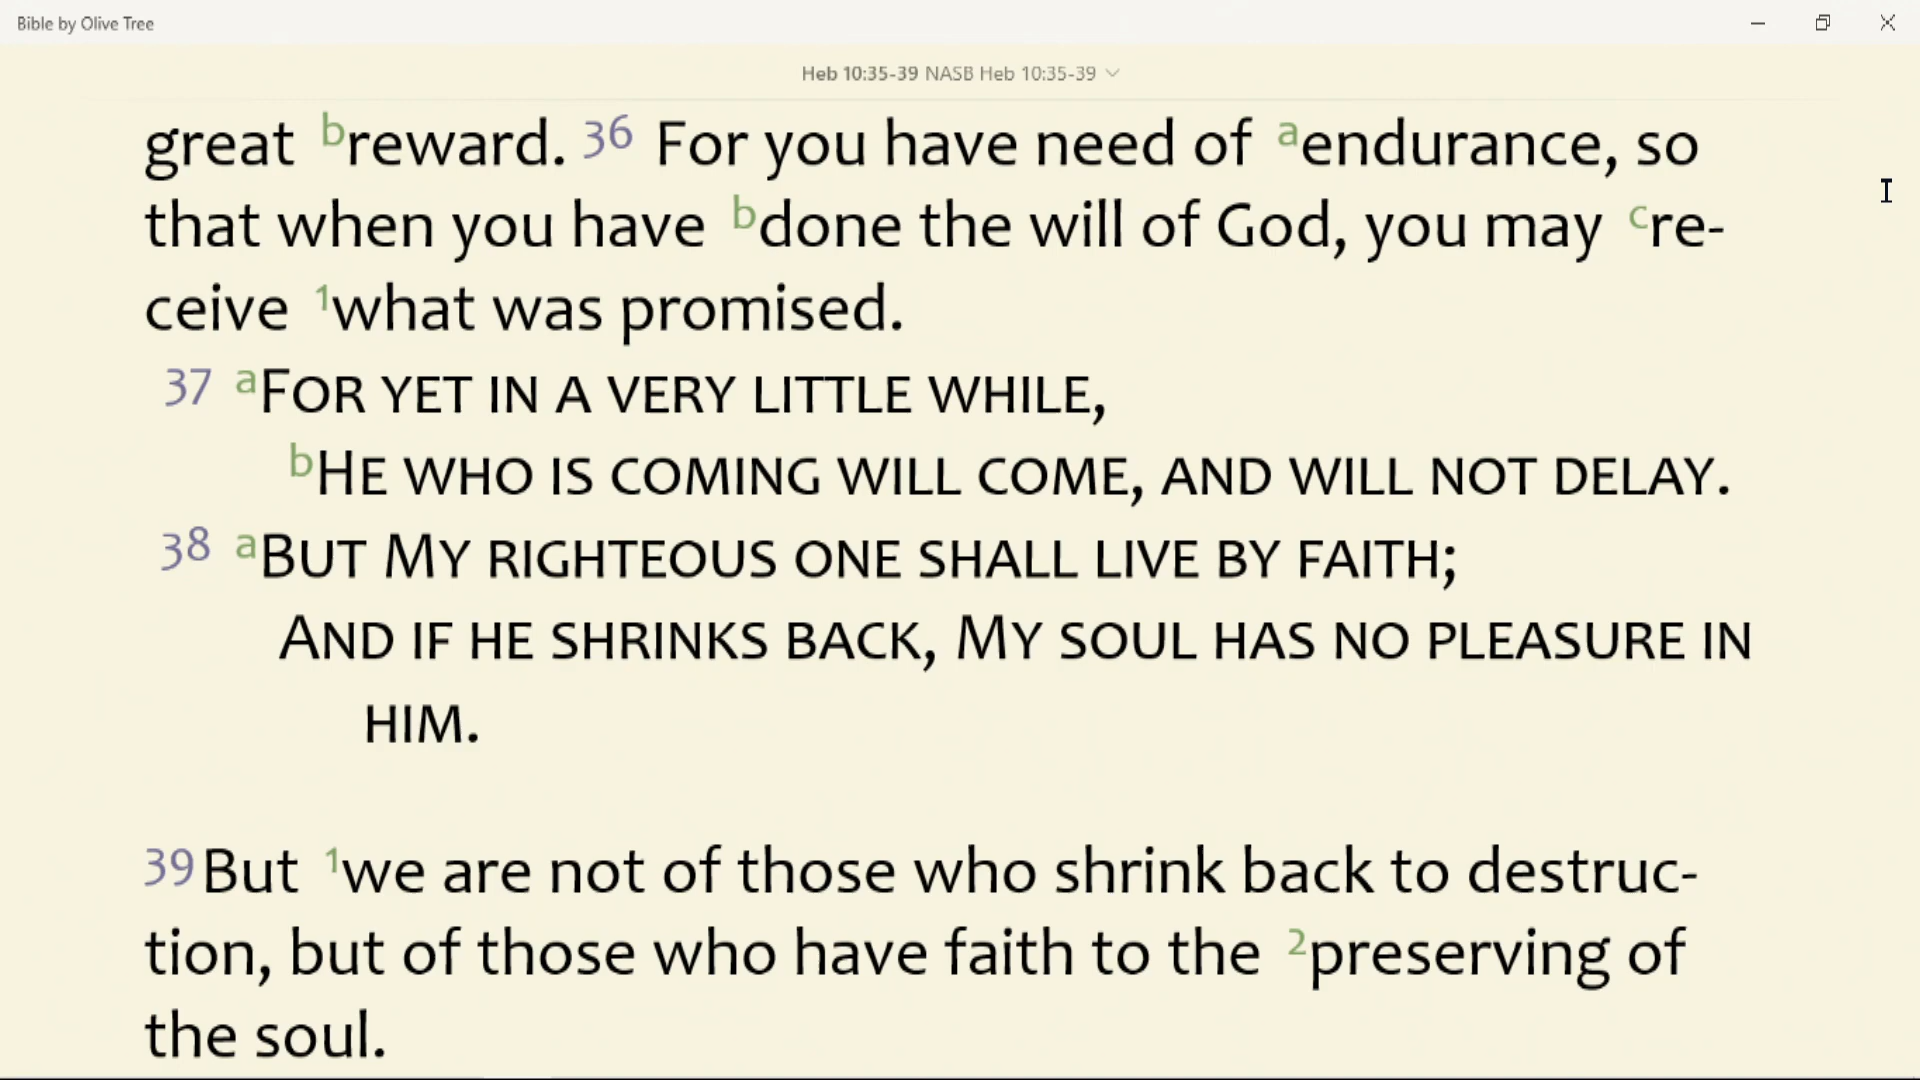 Bible by Olive Tree
Heb 10:35-39 NASB Heb 10:35-39
great breward. 36 For you have need of aendurance, so
that when you have bdone the will of God, you may cre-
ceive 1what was promised.
37 aFOR YET IN A VERY LITTLE WHILE,
bHE WHO IS COMING WILL COME, AND WILL NOT DELAY.
38 aBUT MY RIGHTEOUS ONE SHALL LIVE BY FAITH;
AND IF HE SHRINKS BACK, MY SOUL HAS NO PLEASURE IN
HIM.
39 But 1we are not of those who shrink back to destruc-
tion, but of those who have faith to the 2preserving of
the soul.